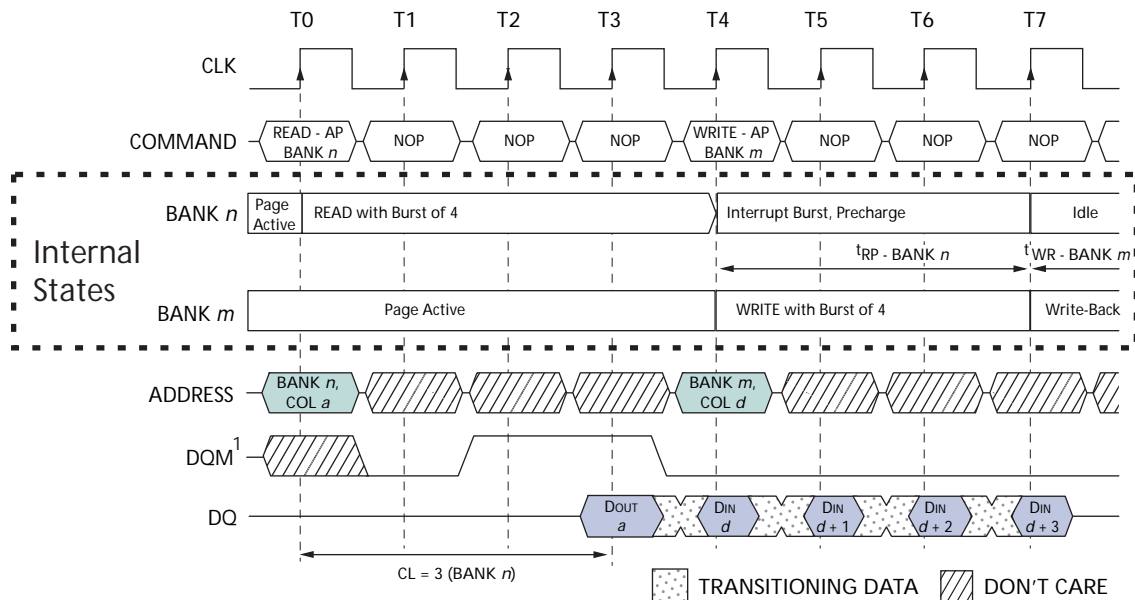 T0 T1 T2 T3 T4 T5 T6 T7
CLK
COMMAND
READ - AP
BANK n
NOP
NOP
NOP
WRITE - AP
BANK m
NOP
NOP
NOP
Internal
States
BANK n
Page
Active
READ with Burst of 4
Interrupt Burst, Precharge
Idle
tRP - BANK n
tWR - BANK m
BANK m
Page Active
WRITE with Burst of 4
Write-Back
ADDRESS
BANK n,
COL a
BANK m,
COL d
DQM1
DQ
DOUT
a
DIN
d
DIN
d + 1
DIN
d + 2
DIN
d + 3
CL = 3 (BANK n)
TRANSITIONING DATA
DON'T CARE